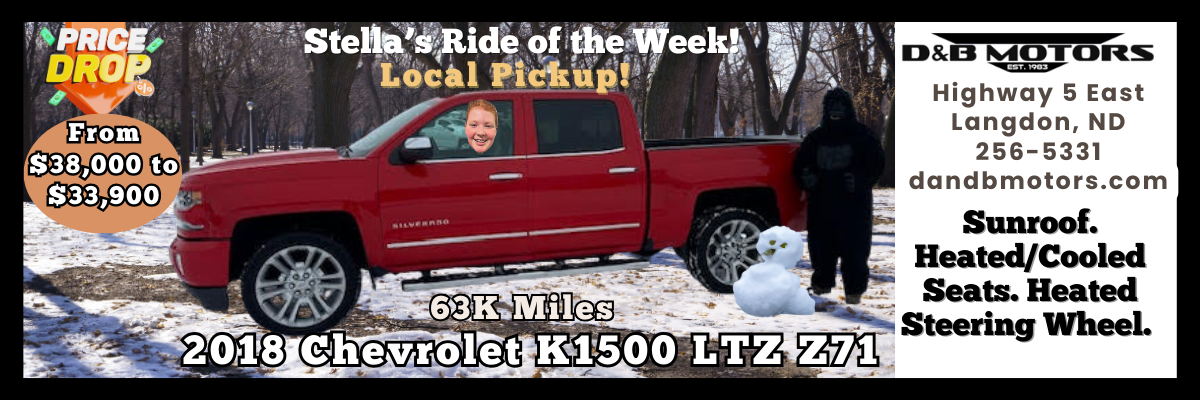 PRICE
DROP
%
From
$38,000 to
$33,900
Stella's Ride of the Week!
Local Pickup!
SILVERADO
63K Miles
2018 Chevrolet K1500 LTZ Z71
D&B MOTORS
EST. 1983
Highway 5 East
Langdon, ND
256-5331
dandbmotors.com
Sunroof.
Heated/Cooled
Seats. Heated
Steering Wheel.